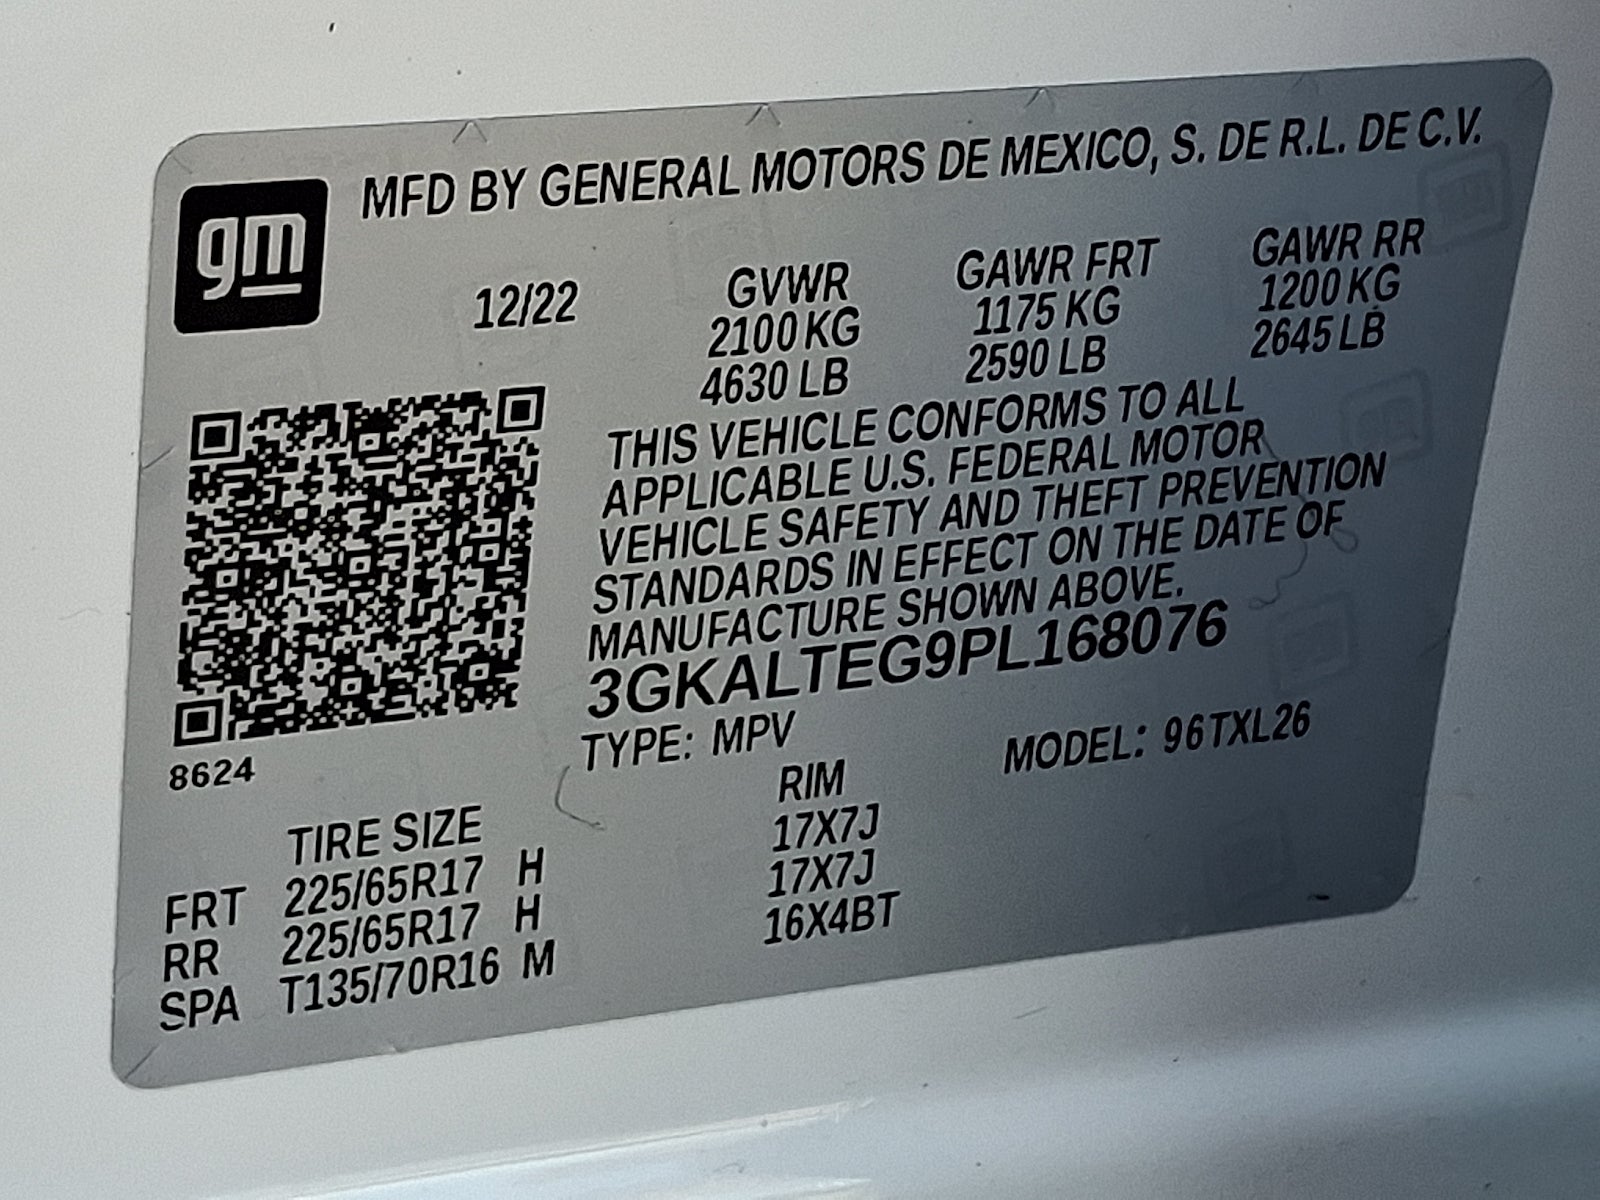 gm
MFD BY GENERAL MOTORS DE MEXICO, S. DE R.L. DE C.V.
12/22 GVWR GAWR FRT GAWR RR
2100 KG 1175 KG 1200 KG
4630 LB 2590 LB 2645 LB
THIS VEHICLE CONFORMS TO ALL
APPLICABLE U.S. FEDERAL MOTOR
VEHICLE SAFETY AND THEFT PREVENTION
STANDARDS IN EFFECT ON THE DATE OF
MANUFACTURE SHOWN ABOVE.
3GKALTEG9PL168076
TYPE: MPV MODEL: 96TXL26
8624
TIRE SIZE RIM
FRT 225/65R17 H 17X7J
RR 225/65R17 H 17X7J
SPA T135/70R16 M 16X4BT